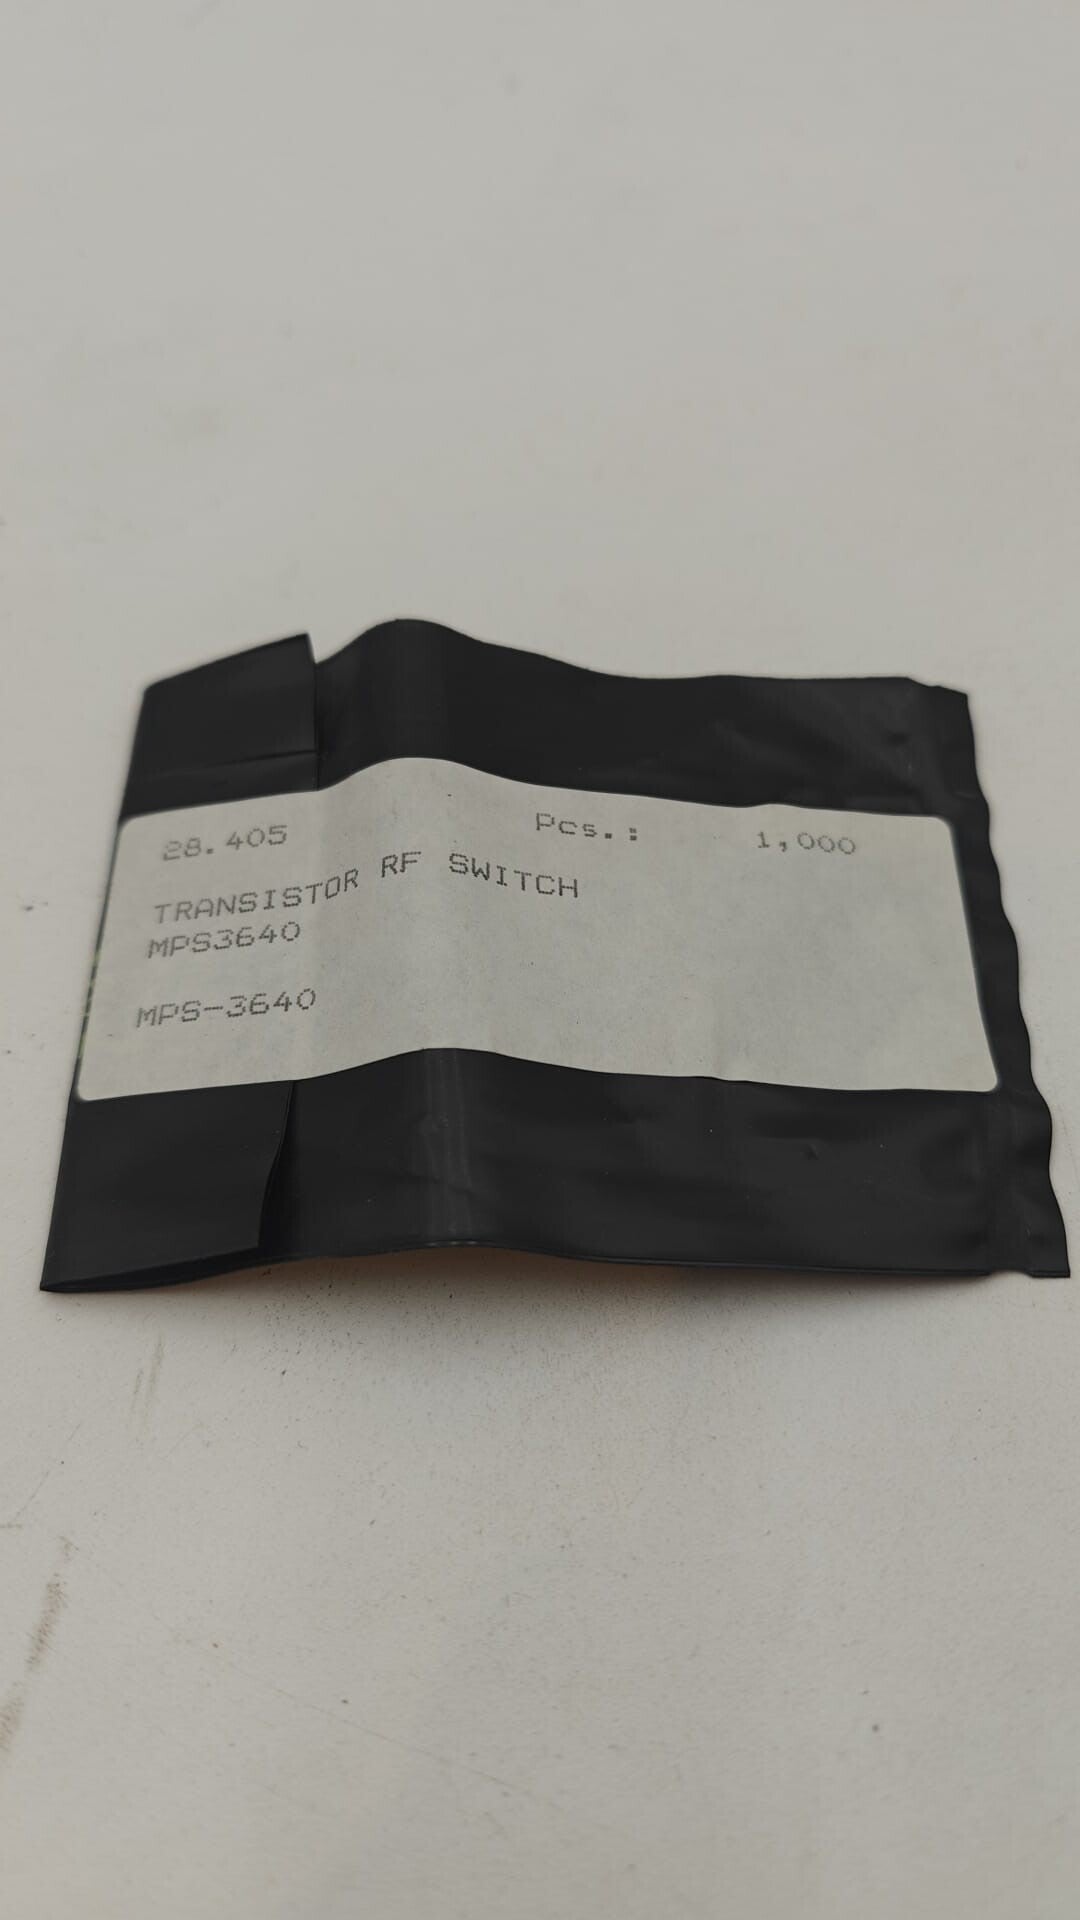 28.405 Pcs.: 1,000
TRANSISTOR RF SWITCH
MPS3640
MPS-3640